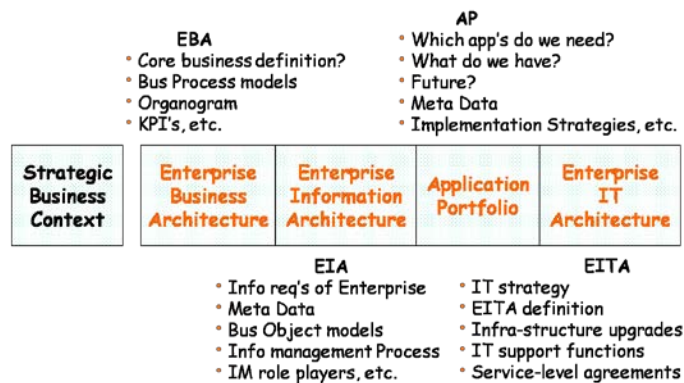 EBA
• Core business definition?
• Bus Process models
• Organogram
• KPI's, etc.
AP
• Which app's do we need?
• What do we have?
• Future?
• Meta Data
• Implementation Strategies, etc.
Strategic
Business
Context
Enterprise
Business
Architecture
Enterprise
Information
Architecture
Application
Portfolio
Enterprise
IT
Architecture
EIA
• Info req's of Enterprise
• Meta Data
• Bus Object models
• Info management Process
• IM role players, etc.
EITA
• IT strategy
• EITA definition
• Infra-structure upgrades
• IT support functions
• Service-level agreements